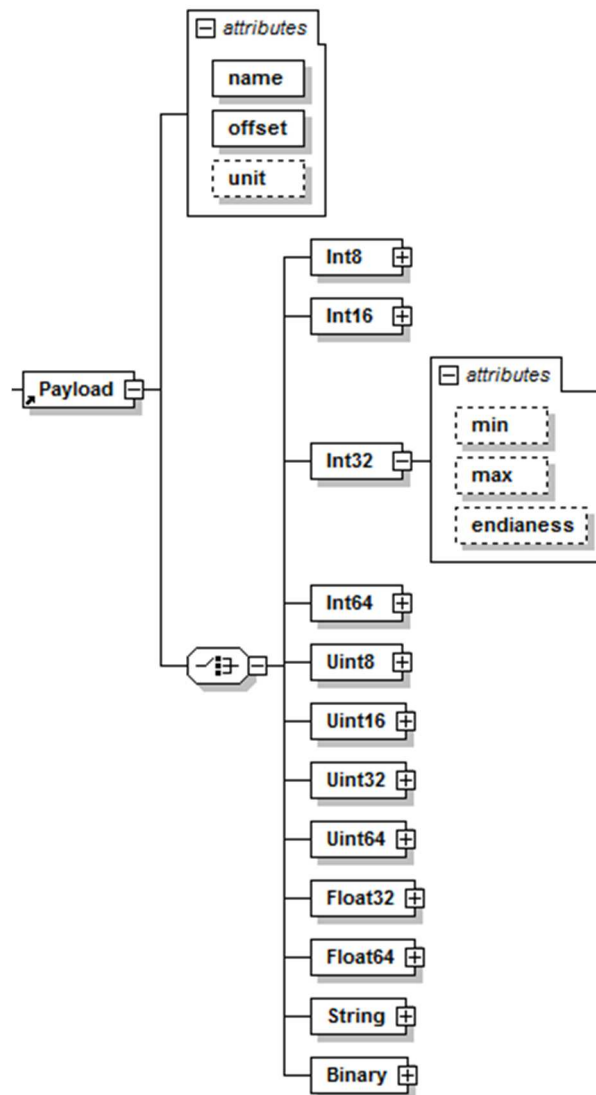 attributes
name
offset
unit
Int8
Int16
Payload
attributes
min
Int32
max
endianess
Int64
Uint8
Uint16
Uint32
Uint64
Float32
Float64
String
Binary